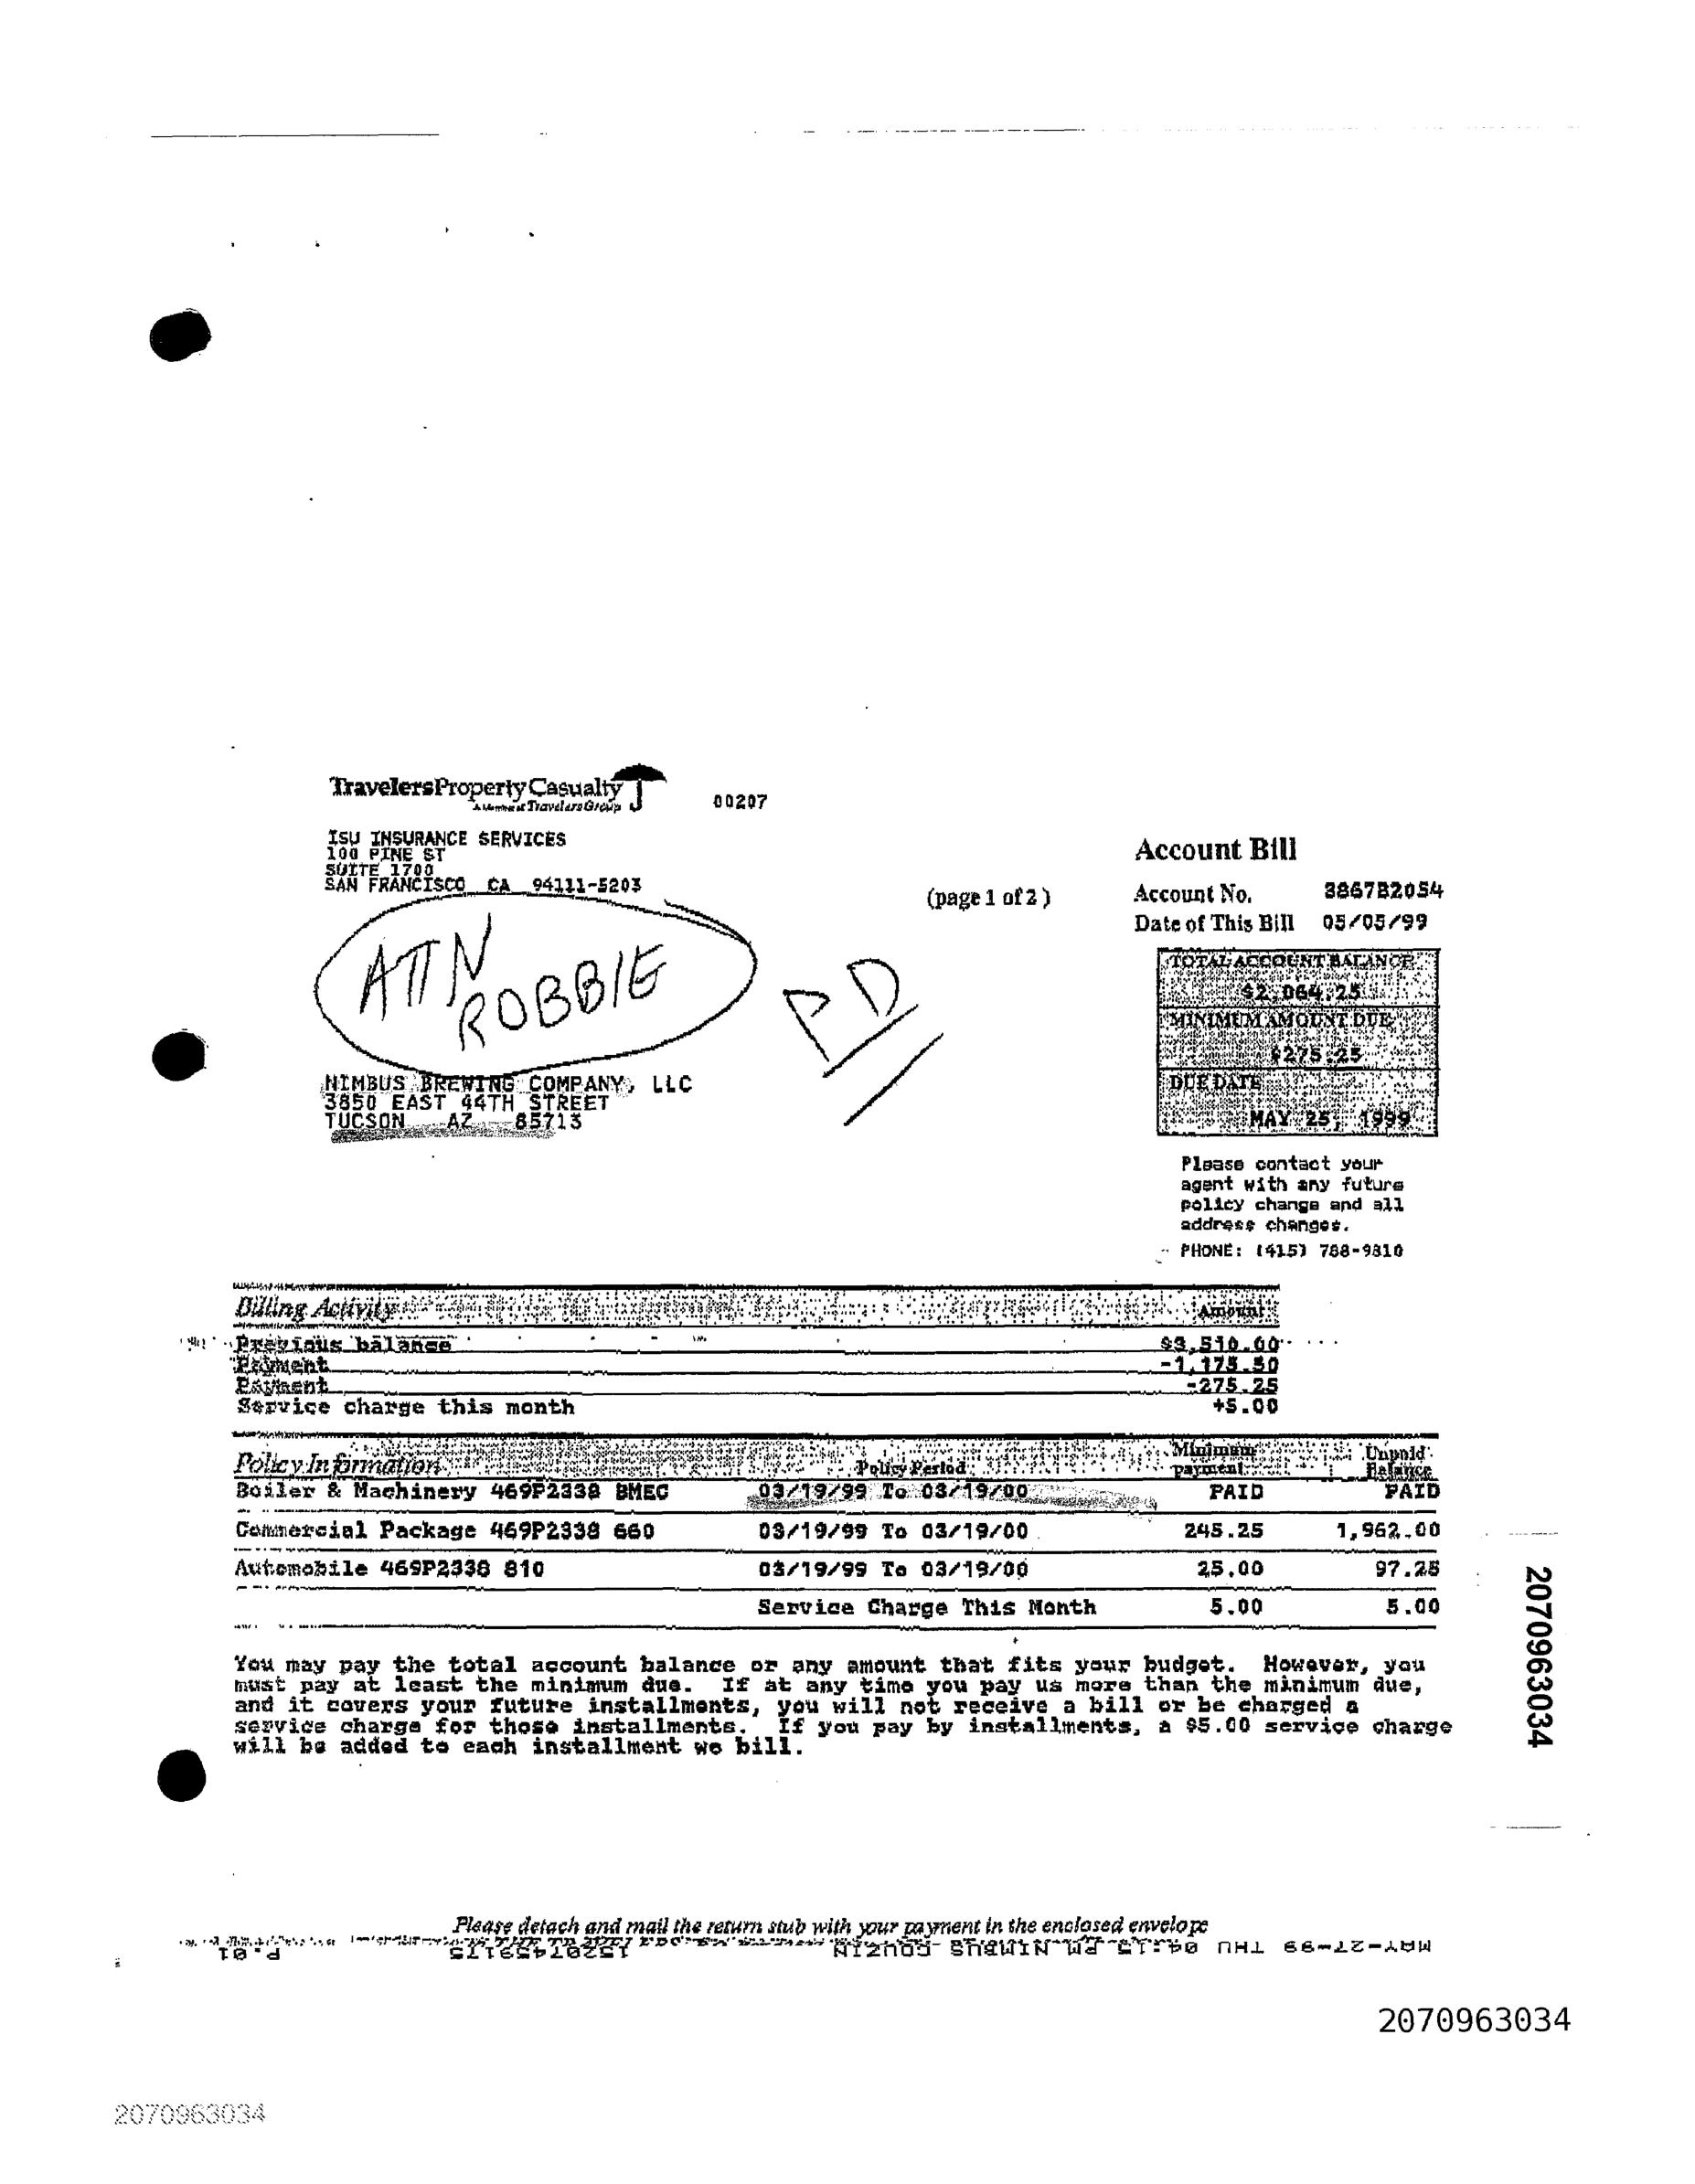 TravelersPropertyCasualty
A Member of TravelersGroup
00207
ISU INSURANCE SERVICES
100 PINE ST
SUITE 1700
SAN FRANCISCO CA 94111-5203
Account Bill
(page 1 of 2)
Account No. 3867B2054
Date of This Bill 05/05/99
ATTN
ROBBIE
PD
TOTAL ACCOUNT BALANCE
$2,064.25
MINIMUM AMOUNT DUE
$275.25
DUE DATE
MAY 25, 1999
NIMBUS BREWING COMPANY, LLC
3850 EAST 44TH STREET
TUCSON AZ 85713
Please contact your
agent with any future
policy change and all
address changes.
PHONE: (415) 788-9810
Billing Activity Amount
Previous balance $3,510.00
Payment -1,175.50
Payment -275.25
Service charge this month +5.00
Policy Information Policy Period Minimum payment Unpaid Balance
Boiler & Machinery 469P2338 BMEC 03/19/99 To 03/19/00 PAID PAID
Commercial Package 469P2338 660 03/19/99 To 03/19/00 245.25 1,962.00
Automobile 469P2338 810 03/19/99 To 03/19/00 25.00 97.25
Service Charge This Month 5.00 5.00
You may pay the total account balance or any amount that fits your budget. However, you
must pay at least the minimum due. If at any time you pay us more than the minimum due,
and it covers your future installments, you will not receive a bill or be charged a
service charge for those installments. If you pay by installments, a $5.00 service charge
will be added to each installment we bill.
2070963034
Please detach and mail the return stub with your payment in the enclosed envelope
MAY-27-99 THU 04:15 PM NIMBUS POUZIN 15207459175 P.01
2070963034
2070963034